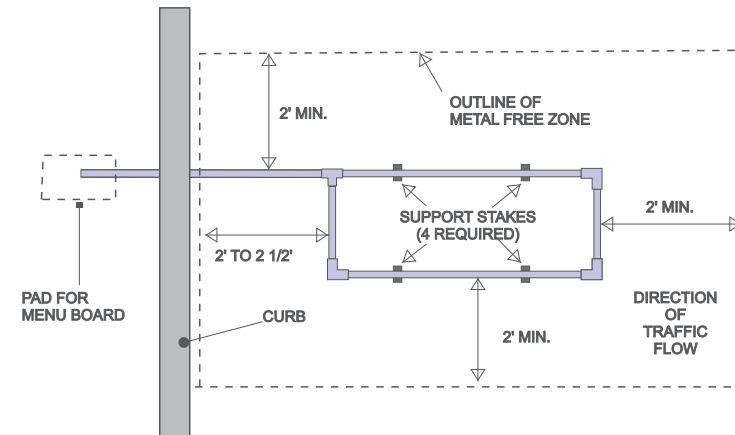 2' MIN.
OUTLINE OF
METAL FREE ZONE
SUPPORT STAKES
(4 REQUIRED)
2' MIN.
2' TO 2 1/2'
PAD FOR
MENU BOARD
CURB
2' MIN.
DIRECTION
OF
TRAFFIC
FLOW